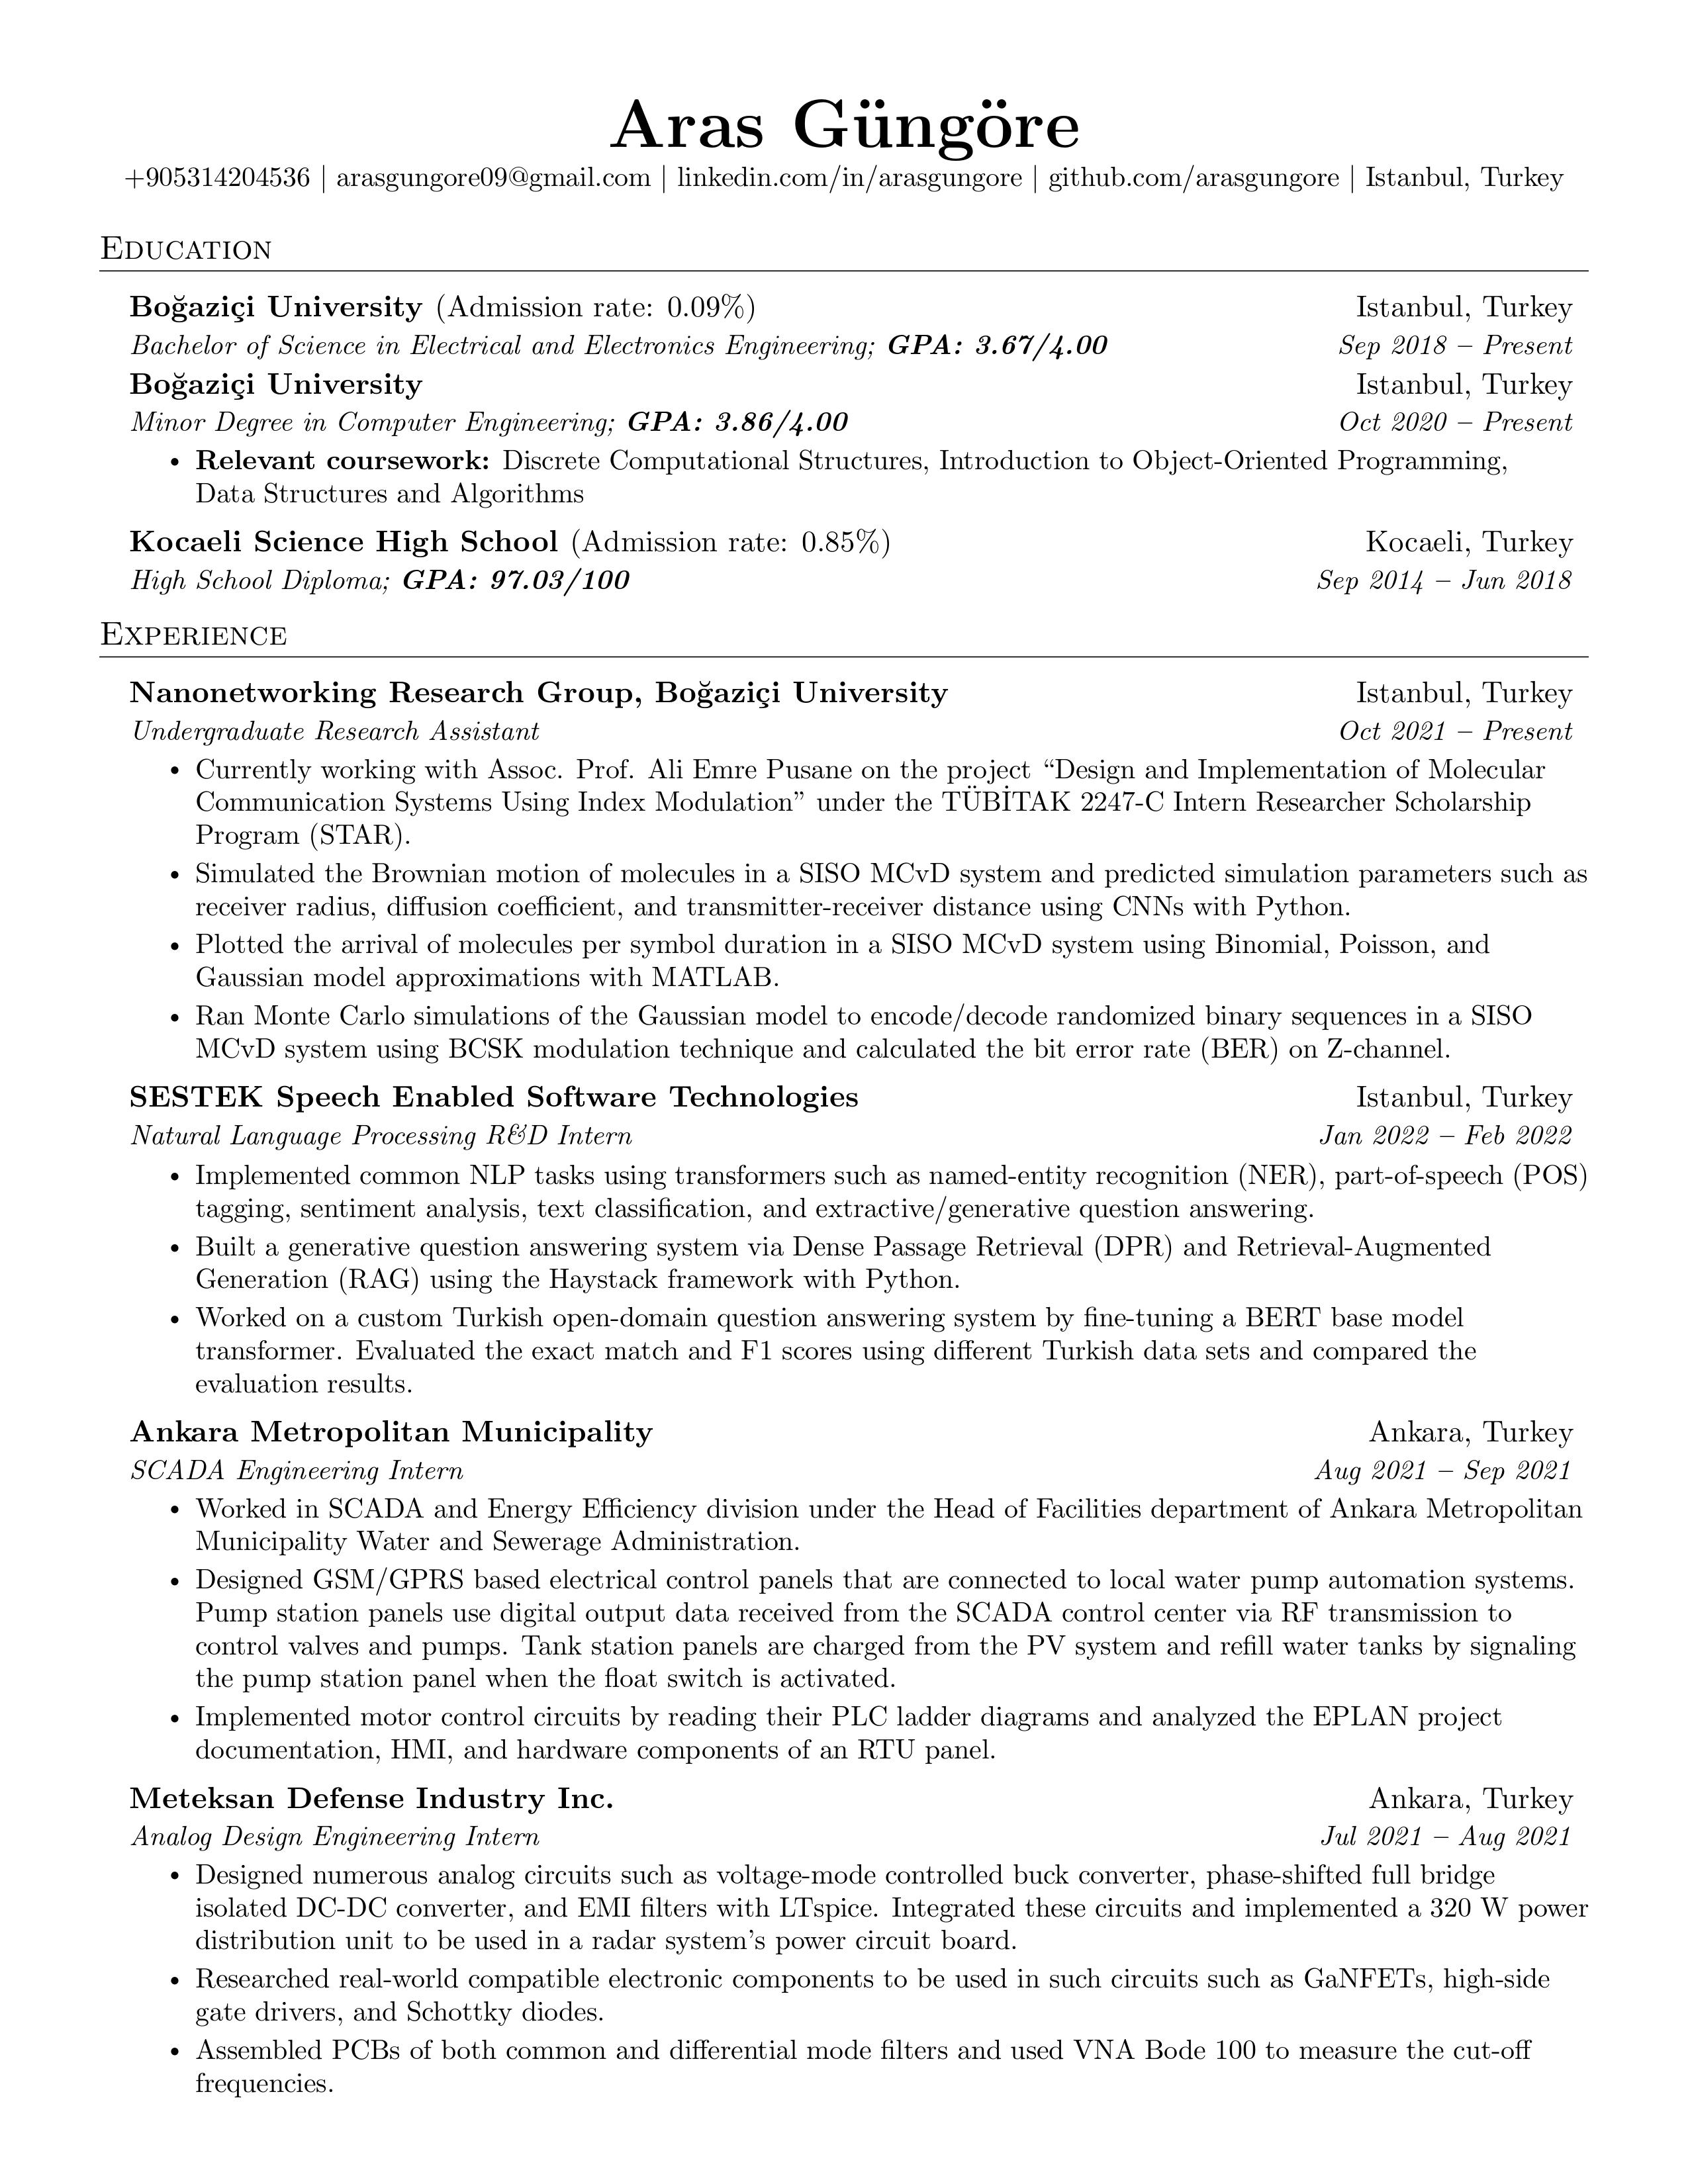 Aras Güngöre
+905314204536 | arasgungore09@gmail.com | linkedin.com/in/arasgungore | github.com/arasgungore | Istanbul, Turkey
Education
Boğaziçi University (Admission rate: 0.09%) Istanbul, Turkey
Bachelor of Science in Electrical and Electronics Engineering; GPA: 3.67/4.00 Sep 2018 – Present
Boğaziçi University Istanbul, Turkey
Minor Degree in Computer Engineering; GPA: 3.86/4.00 Oct 2020 – Present
• Relevant coursework: Discrete Computational Structures, Introduction to Object-Oriented Programming,
Data Structures and Algorithms
Kocaeli Science High School (Admission rate: 0.85%) Kocaeli, Turkey
High School Diploma; GPA: 97.03/100 Sep 2014 – Jun 2018
Experience
Nanonetworking Research Group, Boğaziçi University Istanbul, Turkey
Undergraduate Research Assistant Oct 2021 – Present
• Currently working with Assoc. Prof. Ali Emre Pusane on the project “Design and Implementation of Molecular
Communication Systems Using Index Modulation” under the TÜBİTAK 2247-C Intern Researcher Scholarship
Program (STAR).
• Simulated the Brownian motion of molecules in a SISO MCvD system and predicted simulation parameters such as
receiver radius, diffusion coefficient, and transmitter-receiver distance using CNNs with Python.
• Plotted the arrival of molecules per symbol duration in a SISO MCvD system using Binomial, Poisson, and
Gaussian model approximations with MATLAB.
• Ran Monte Carlo simulations of the Gaussian model to encode/decode randomized binary sequences in a SISO
MCvD system using BCSK modulation technique and calculated the bit error rate (BER) on Z-channel.
SESTEK Speech Enabled Software Technologies Istanbul, Turkey
Natural Language Processing R&D Intern Jan 2022 – Feb 2022
• Implemented common NLP tasks using transformers such as named-entity recognition (NER), part-of-speech (POS)
tagging, sentiment analysis, text classification, and extractive/generative question answering.
• Built a generative question answering system via Dense Passage Retrieval (DPR) and Retrieval-Augmented
Generation (RAG) using the Haystack framework with Python.
• Worked on a custom Turkish open-domain question answering system by fine-tuning a BERT base model
transformer. Evaluated the exact match and F1 scores using different Turkish data sets and compared the
evaluation results.
Ankara Metropolitan Municipality Ankara, Turkey
SCADA Engineering Intern Aug 2021 – Sep 2021
• Worked in SCADA and Energy Efficiency division under the Head of Facilities department of Ankara Metropolitan
Municipality Water and Sewerage Administration.
• Designed GSM/GPRS based electrical control panels that are connected to local water pump automation systems.
Pump station panels use digital output data received from the SCADA control center via RF transmission to
control valves and pumps. Tank station panels are charged from the PV system and refill water tanks by signaling
the pump station panel when the float switch is activated.
• Implemented motor control circuits by reading their PLC ladder diagrams and analyzed the EPLAN project
documentation, HMI, and hardware components of an RTU panel.
Meteksan Defense Industry Inc. Ankara, Turkey
Analog Design Engineering Intern Jul 2021 – Aug 2021
• Designed numerous analog circuits such as voltage-mode controlled buck converter, phase-shifted full bridge
isolated DC-DC converter, and EMI filters with LTspice. Integrated these circuits and implemented a 320 W power
distribution unit to be used in a radar system’s power circuit board.
• Researched real-world compatible electronic components to be used in such circuits such as GaNFETs, high-side
gate drivers, and Schottky diodes.
• Assembled PCBs of both common and differential mode filters and used VNA Bode 100 to measure the cut-off
frequencies.